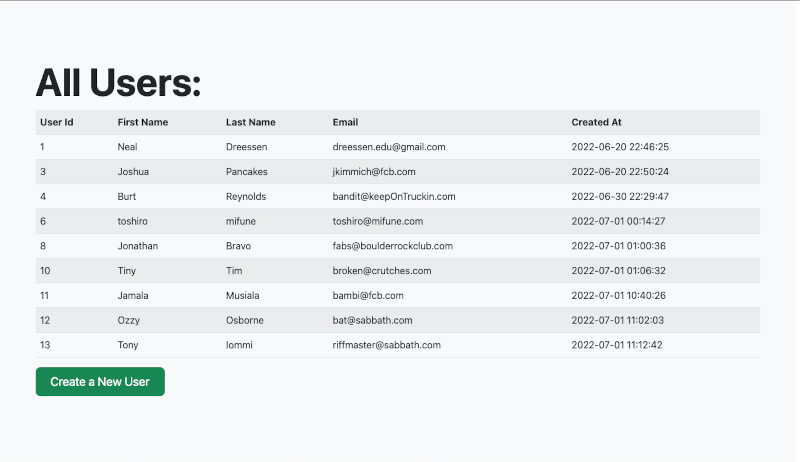 All Users:
User Id First Name Last Name Email Created At
1 Neal Dreessen dreessen.edu@gmail.com 2022-06-20 22:46:25
3 Joshua Pancakes jkimmich@fcb.com 2022-06-20 22:50:24
4 Burt Reynolds bandit@keepOnTruckin.com 2022-06-30 22:29:47
6 toshiro mifune toshiro@mifune.com 2022-07-01 00:14:27
8 Jonathan Bravo fabs@boulderrockclub.com 2022-07-01 01:00:36
10 Tiny Tim broken@crutches.com 2022-07-01 01:06:32
11 Jamala Musiala bambi@fcb.com 2022-07-01 10:40:26
12 Ozzy Osborne bat@sabbath.com 2022-07-01 11:02:03
13 Tony Iommi riffmaster@sabbath.com 2022-07-01 11:12:42
Create a New User